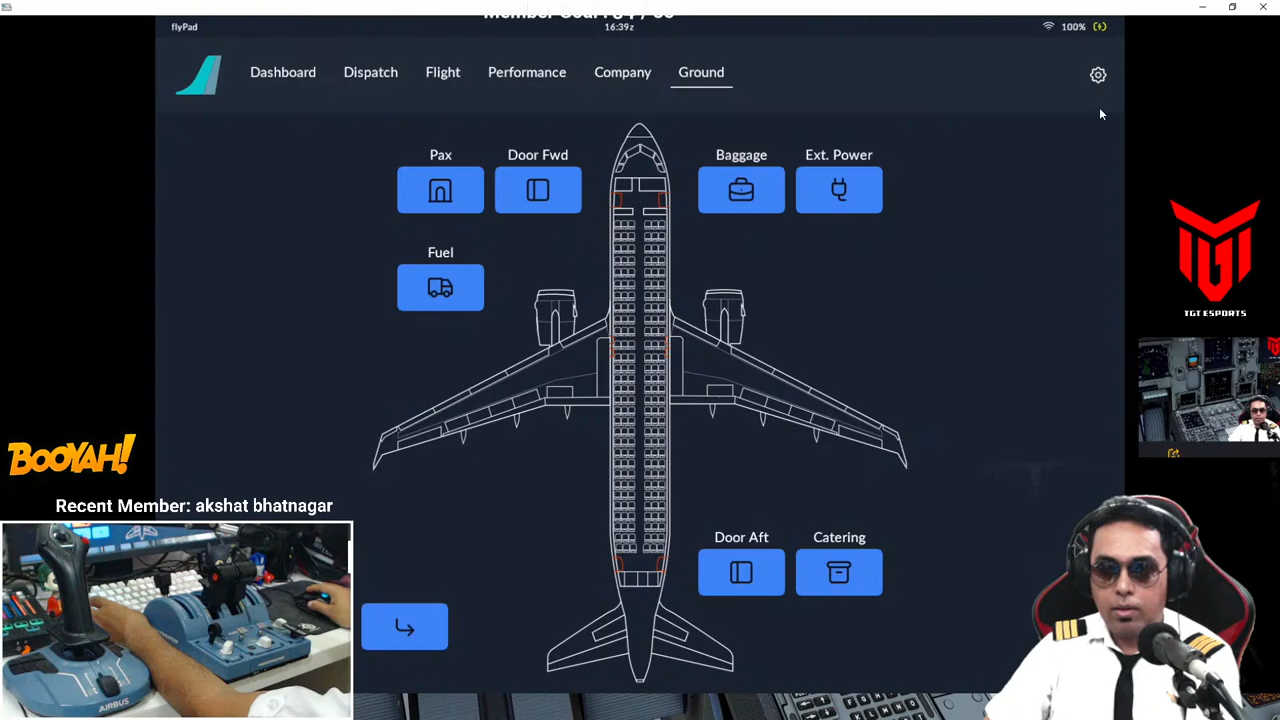 flyPad
16:39z
100%
Dashboard
Dispatch
Flight
Performance
Company
Ground
Pax
Door Fwd
Baggage
Ext. Power
Fuel
TGT ESPORTS
BOOYAH!
Recent Member: akshat bhatnagar
Door Aft
Catering
AIRBUS